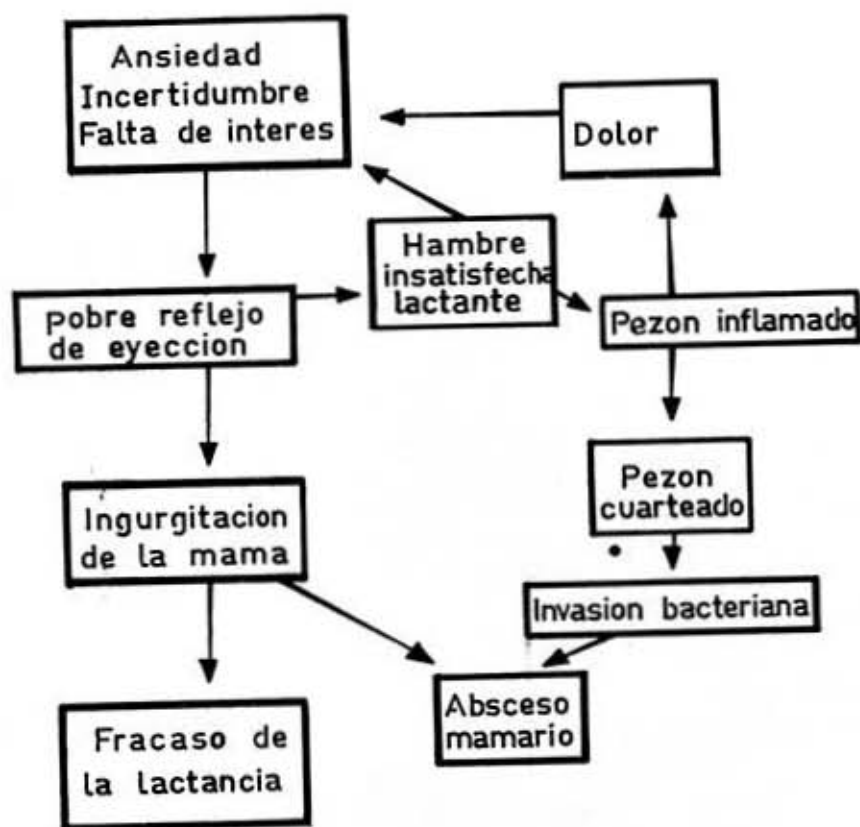 Ansiedad
Incertidumbre
Falta de interes
Dolor
Hambre
insatisfecha
lactante
pobre reflejo
de eyeccion
Pezon inflamado
Pezon
cuarteado
Ingurgitacion
de la mama
Invasion bacteriana
Absceso
mamario
Fracaso de
la lactancia